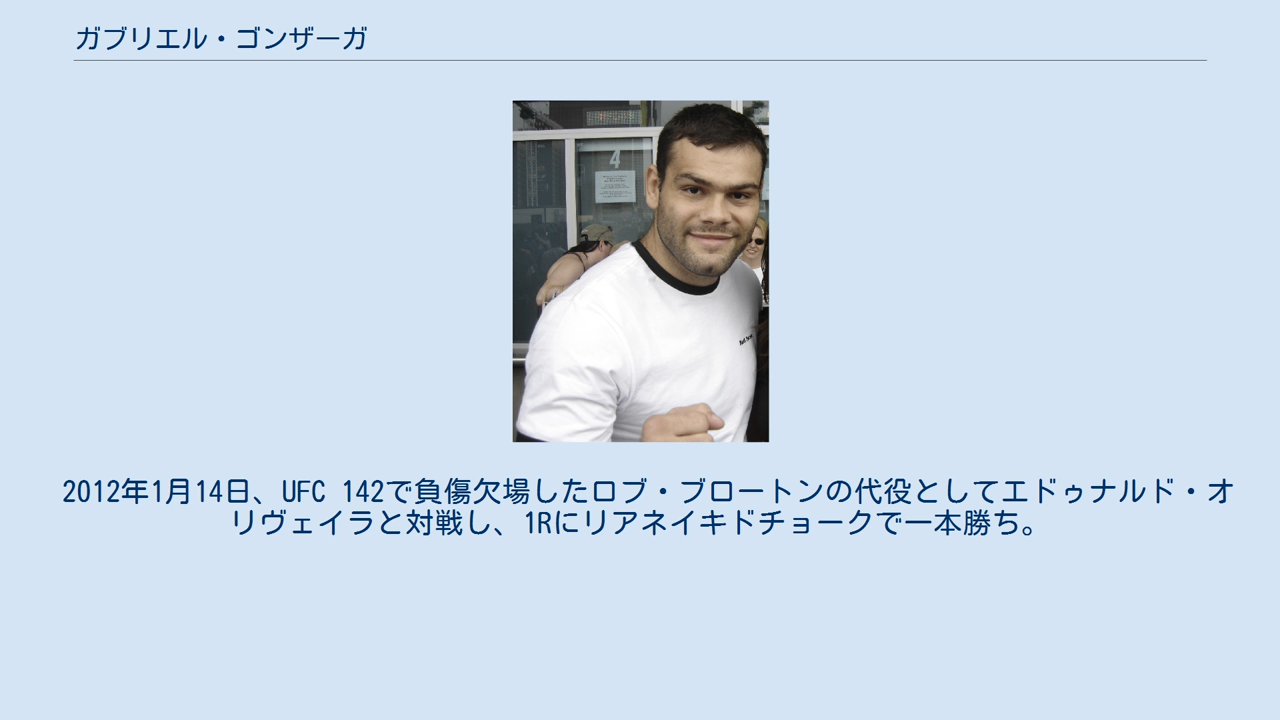 ガブリエル・ゴンザーガ
4
2012年1月14日、UFC 142で負傷欠場したロブ・ブロートンの代役としてエドゥナルド・オ
リヴェイラと対戦し、1Rにリアネイキドチョークで一本勝ち。